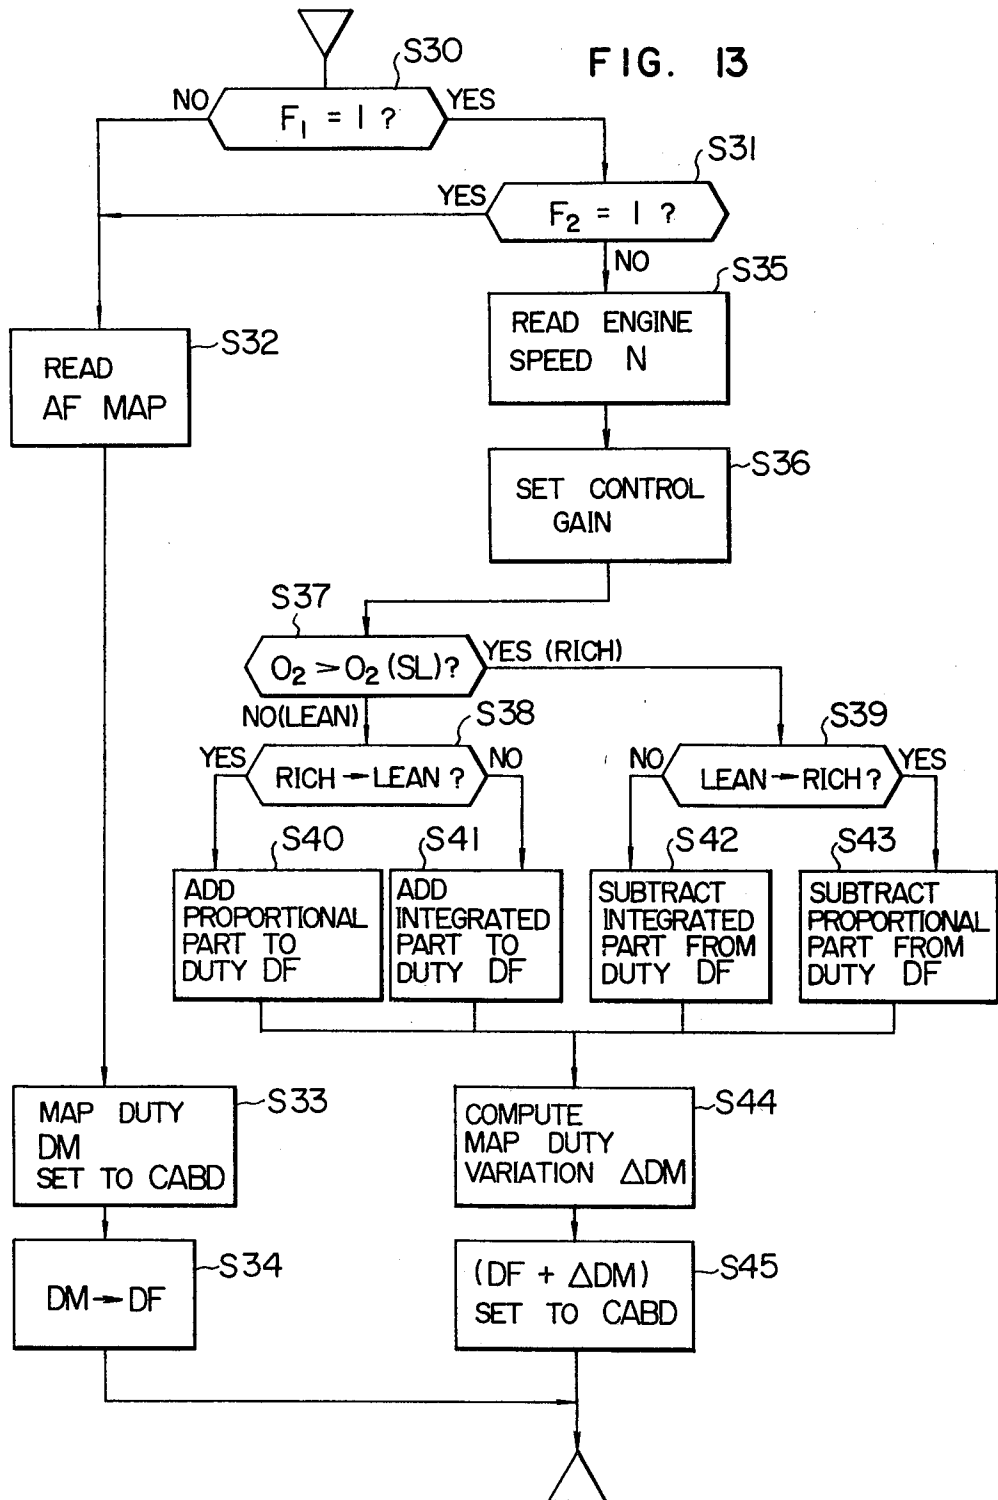 FIG. 13
S30
NO
YES
F1 = 1 ?
S31
YES
F2 = 1 ?
NO
S35
READ ENGINE
SPEED N
S32
READ
AF MAP
S36
SET CONTROL
GAIN
S37
O2 > O2 (SL) ?
YES (RICH)
NO(LEAN)
S38
S39
YES
RICH → LEAN ?
NO
NO
LEAN → RICH ?
YES
S40
S41
S42
S43
ADD
PROPORTIONAL
PART TO
DUTY DF
ADD
INTEGRATED
PART TO
DUTY DF
SUBTRACT
INTEGRATED
PART FROM
DUTY DF
SUBTRACT
PROPORTIONAL
PART FROM
DUTY DF
S33
MAP DUTY
DM
SET TO CABD
S44
COMPUTE
MAP DUTY
VARIATION ΔDM
S34
DM → DF
S45
(DF + ΔDM)
SET TO CABD